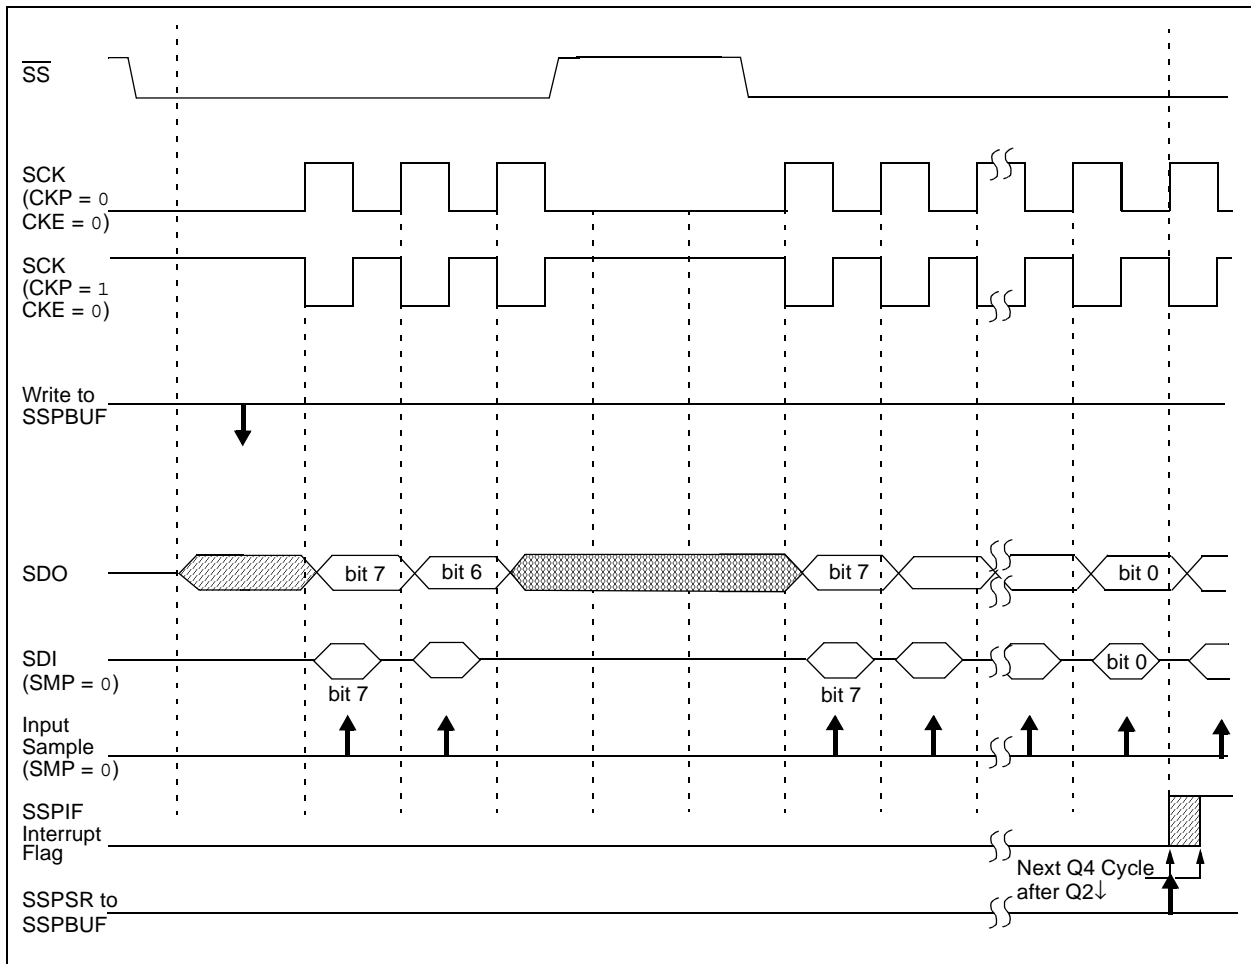 SS
SCK
(CKP = 0
CKE = 0)
SCK
(CKP = 1
CKE = 0)
Write to
SSPBUF
SDO
bit 7
bit 6
bit 7
bit 0
SDI
(SMP = 0)
bit 0
bit 7
bit 7
Input
Sample
(SMP = 0)
SSPIF
Interrupt
Flag
Next Q4 Cycle
after Q2↓
SSPSR to
SSPBUF